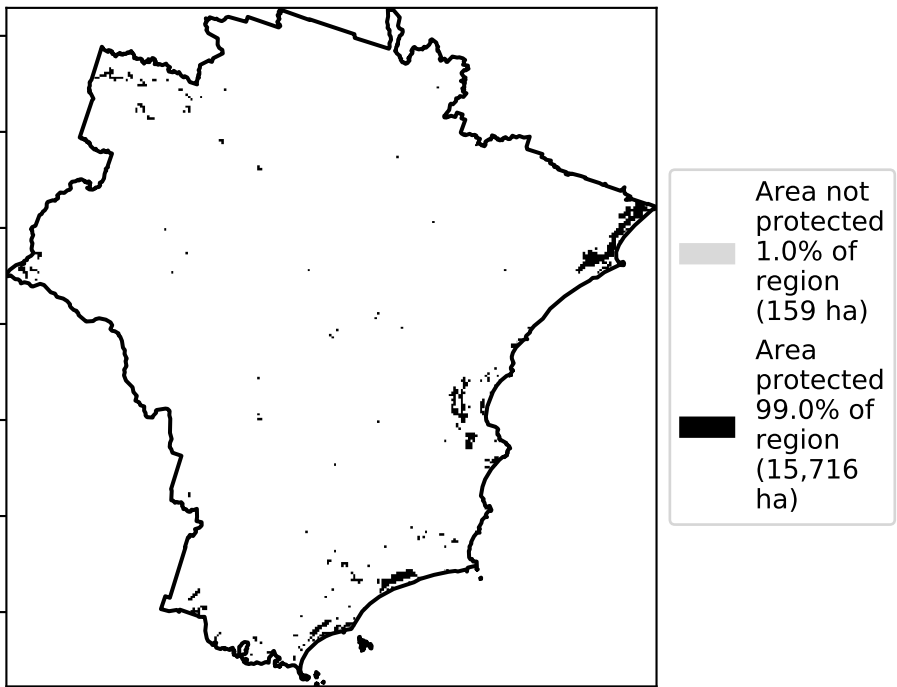 Area not
protected
1.0% of
region
(159 ha)
Area
protected
99.0% of
region
(15,716
ha)